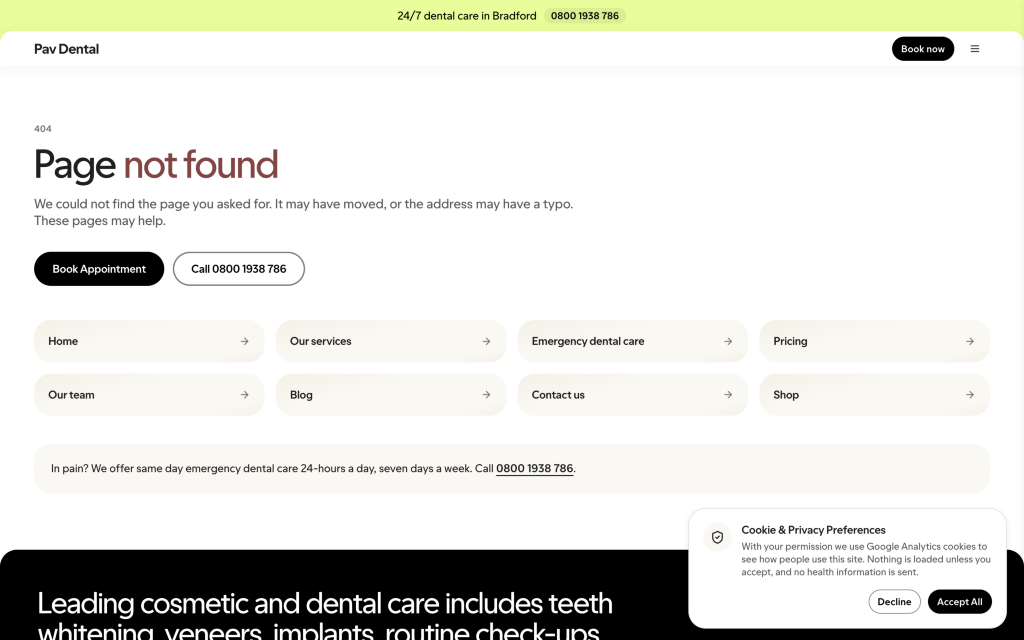 24/7 dental care in Bradford 0800 1938 786
Pav Dental
Book now
404
Page not found
We could not find the page you asked for. It may have moved, or the address may have a typo.
These pages may help.
Book Appointment
Call 0800 1938 786
Home
Our services
Emergency dental care
Pricing
Our team
Blog
Contact us
Shop
In pain? We offer same day emergency dental care 24-hours a day, seven days a week. Call 0800 1938 786.
Cookie & Privacy Preferences
With your permission we use Google Analytics cookies to
see how people use this site. Nothing is loaded unless you
accept, and no health information is sent.
Decline
Accept All
Leading cosmetic and dental care includes teeth
whitening, veneers, implants, routine check-ups,